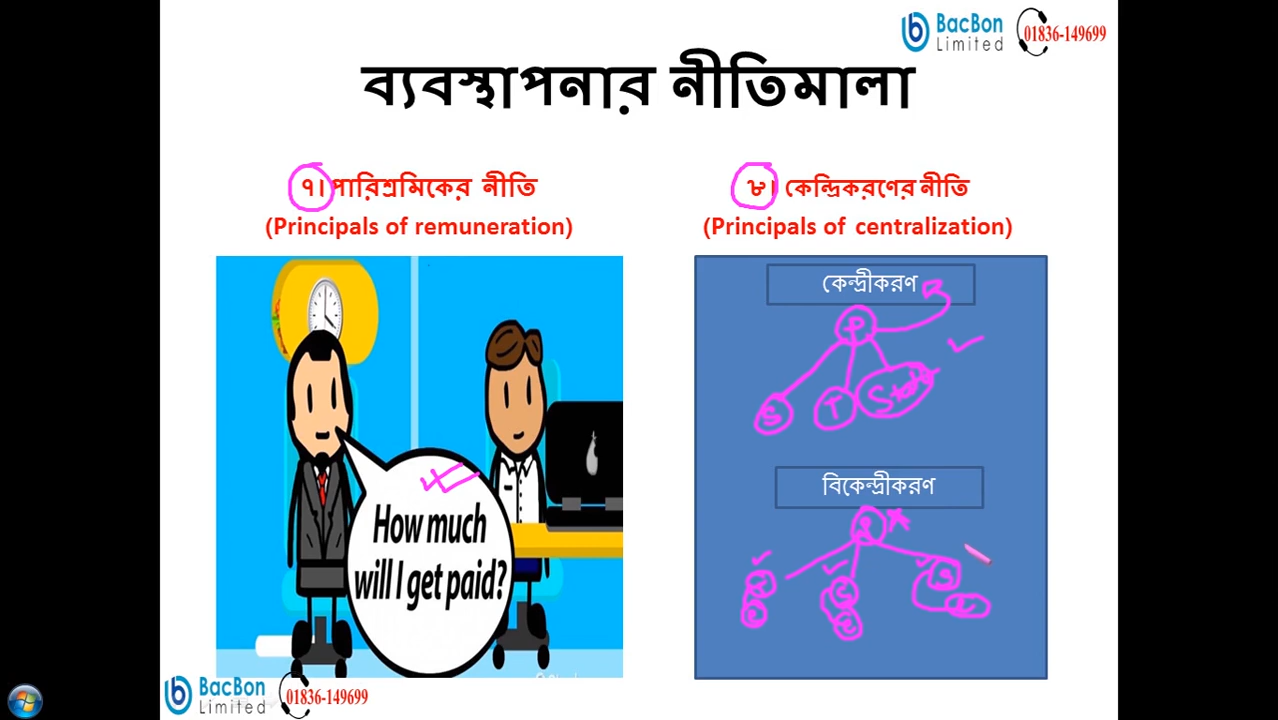 BacBon
Limited
01836-149699
ব্যবস্থাপনার নীতিমালা
৭। পারিশ্রমিকের নীতি
(Principals of remuneration)
How much
will I get paid?
৮। কেন্দ্রিকরণের নীতি
(Principals of centralization)
কেন্দ্রীকরণ
P
S T
বিকেন্দ্রীকরণ
BacBon
Limited
01836-149699